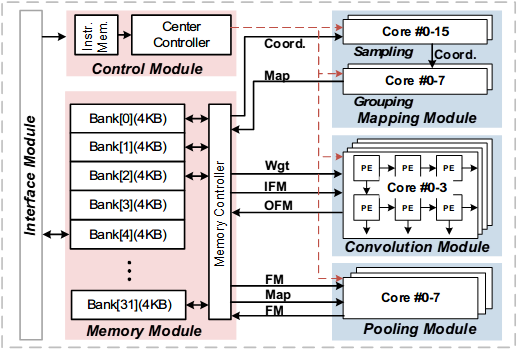 Interface Module
Instr. Mem.
Center Controller
Control Module
Bank[0](4KB)
Bank[1](4KB)
Bank[2](4KB)
Bank[3](4KB)
Bank[4](4KB)
Bank[31](4KB)
Memory Controller
Memory Module
Coord.
Map
Wgt
IFM
OFM
FM
Map
FM
Core #0-15
Sampling
Coord.
Core #0-7
Grouping
Mapping Module
PE PE PE
Core #0-3
PE PE PE
Convolution Module
Core #0-7
Pooling Module